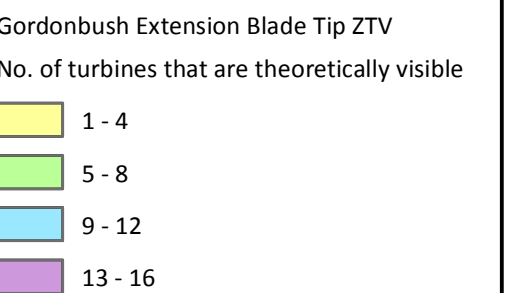 Gordonbush Extension Blade Tip ZTV
No. of turbines that are theoretically visible
1 - 4
5 - 8
9 - 12
13 - 16